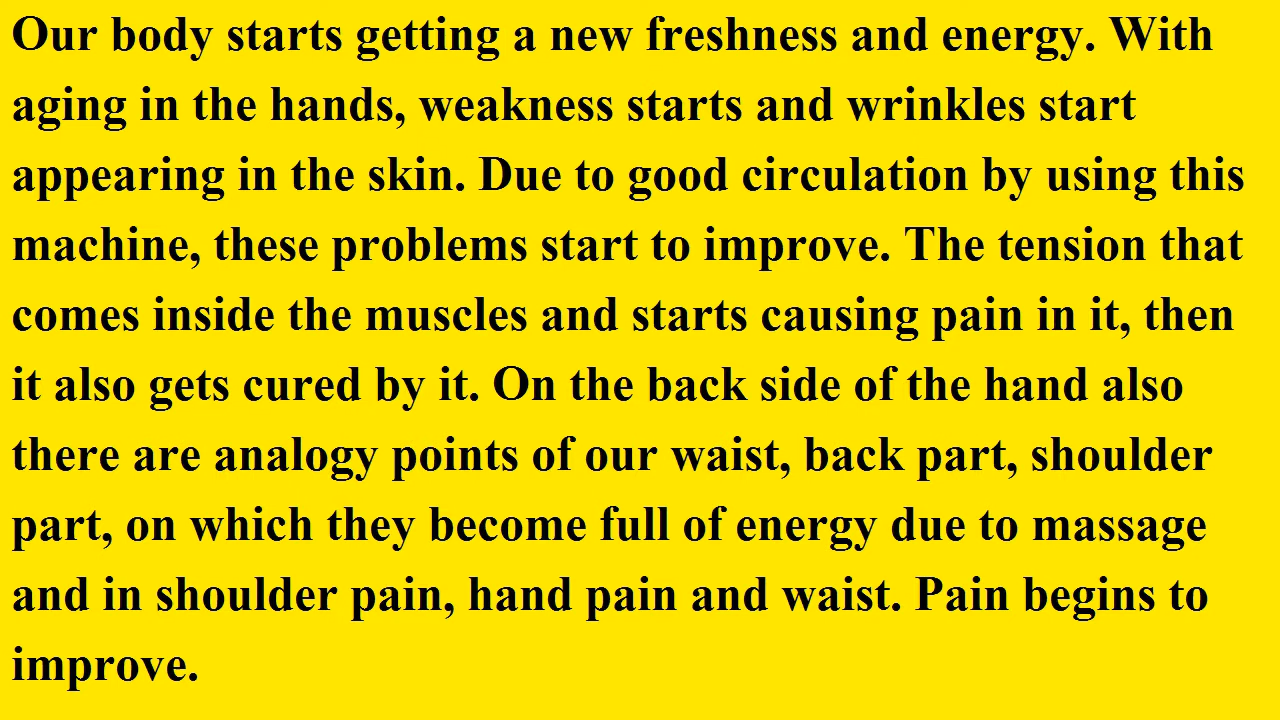 Our body starts getting a new freshness and energy. With
aging in the hands, weakness starts and wrinkles start
appearing in the skin. Due to good circulation by using this
machine, these problems start to improve. The tension that
comes inside the muscles and starts causing pain in it, then
it also gets cured by it. On the back side of the hand also
there are analogy points of our waist, back part, shoulder
part, on which they become full of energy due to massage
and in shoulder pain, hand pain and waist. Pain begins to
improve.